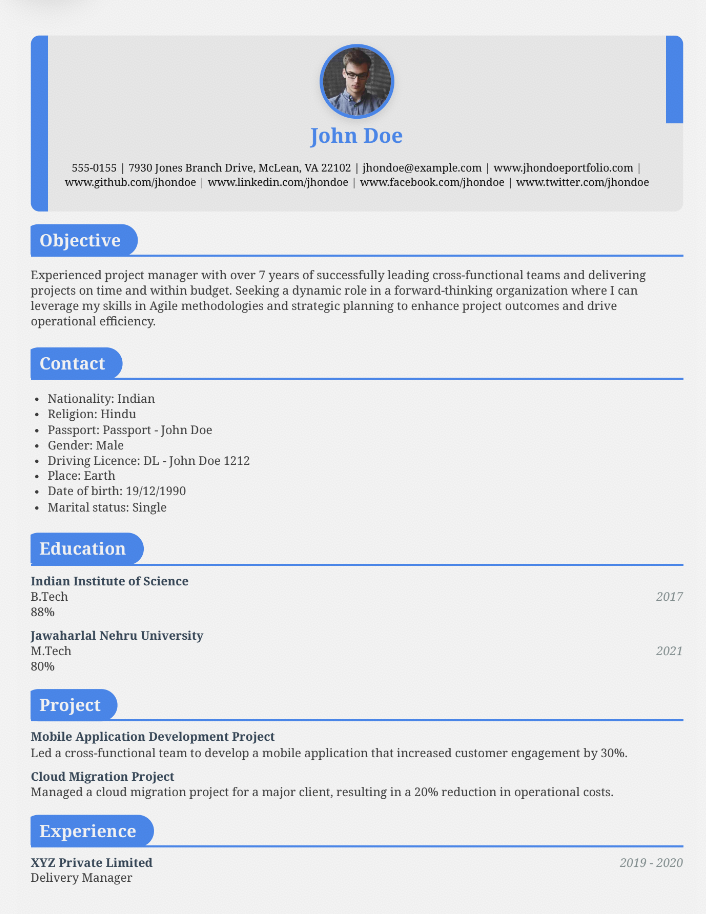 John Doe
555-0155 | 7930 Jones Branch Drive, McLean, VA 22102 | jhondoe@example.com | www.jhondoeportfolio.com |
www.github.com/jhondoe | www.linkedin.com/jhondoe | www.facebook.com/jhondoe | www.twitter.com/jhondoe
Objective
Experienced project manager with over 7 years of successfully leading cross-functional teams and delivering
projects on time and within budget. Seeking a dynamic role in a forward-thinking organization where I can
leverage my skills in Agile methodologies and strategic planning to enhance project outcomes and drive
operational efficiency.
Contact
• Nationality: Indian
• Religion: Hindu
• Passport: Passport - John Doe
• Gender: Male
• Driving Licence: DL - John Doe 1212
• Place: Earth
• Date of birth: 19/12/1990
• Marital status: Single
Education
Indian Institute of Science
B.Tech 2017
88%
Jawaharlal Nehru University
M.Tech 2021
80%
Project
Mobile Application Development Project
Led a cross-functional team to develop a mobile application that increased customer engagement by 30%.
Cloud Migration Project
Managed a cloud migration project for a major client, resulting in a 20% reduction in operational costs.
Experience
XYZ Private Limited 2019 - 2020
Delivery Manager